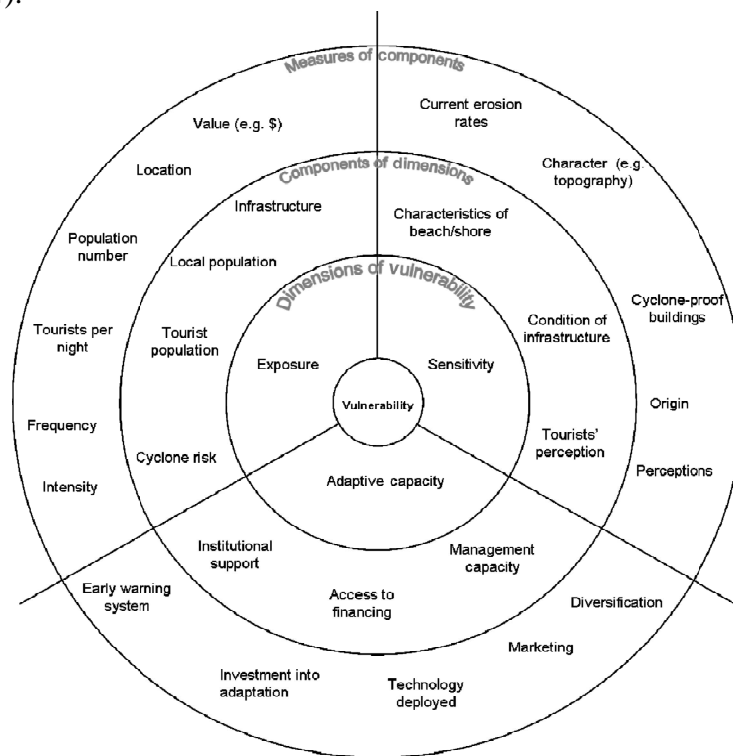 Measures of components
Value (e.g. $)
Current erosion
rates
Location
Character (e.g.
topography)
Components of dimensions
Infrastructure
Characteristics of
beach/shore
Population
number
Local population
Dimensions of vulnerability
Cyclone-proof
buildings
Tourists per
night
Tourist
population
Condition of
infrastructure
Exposure
Sensitivity
Vulnerability
Origin
Frequency
Tourists'
perception
Cyclone risk
Perceptions
Intensity
Adaptive capacity
Institutional
support
Management
capacity
Early warning
system
Access to
financing
Diversification
Marketing
Investment into
adaptation
Technology
deployed